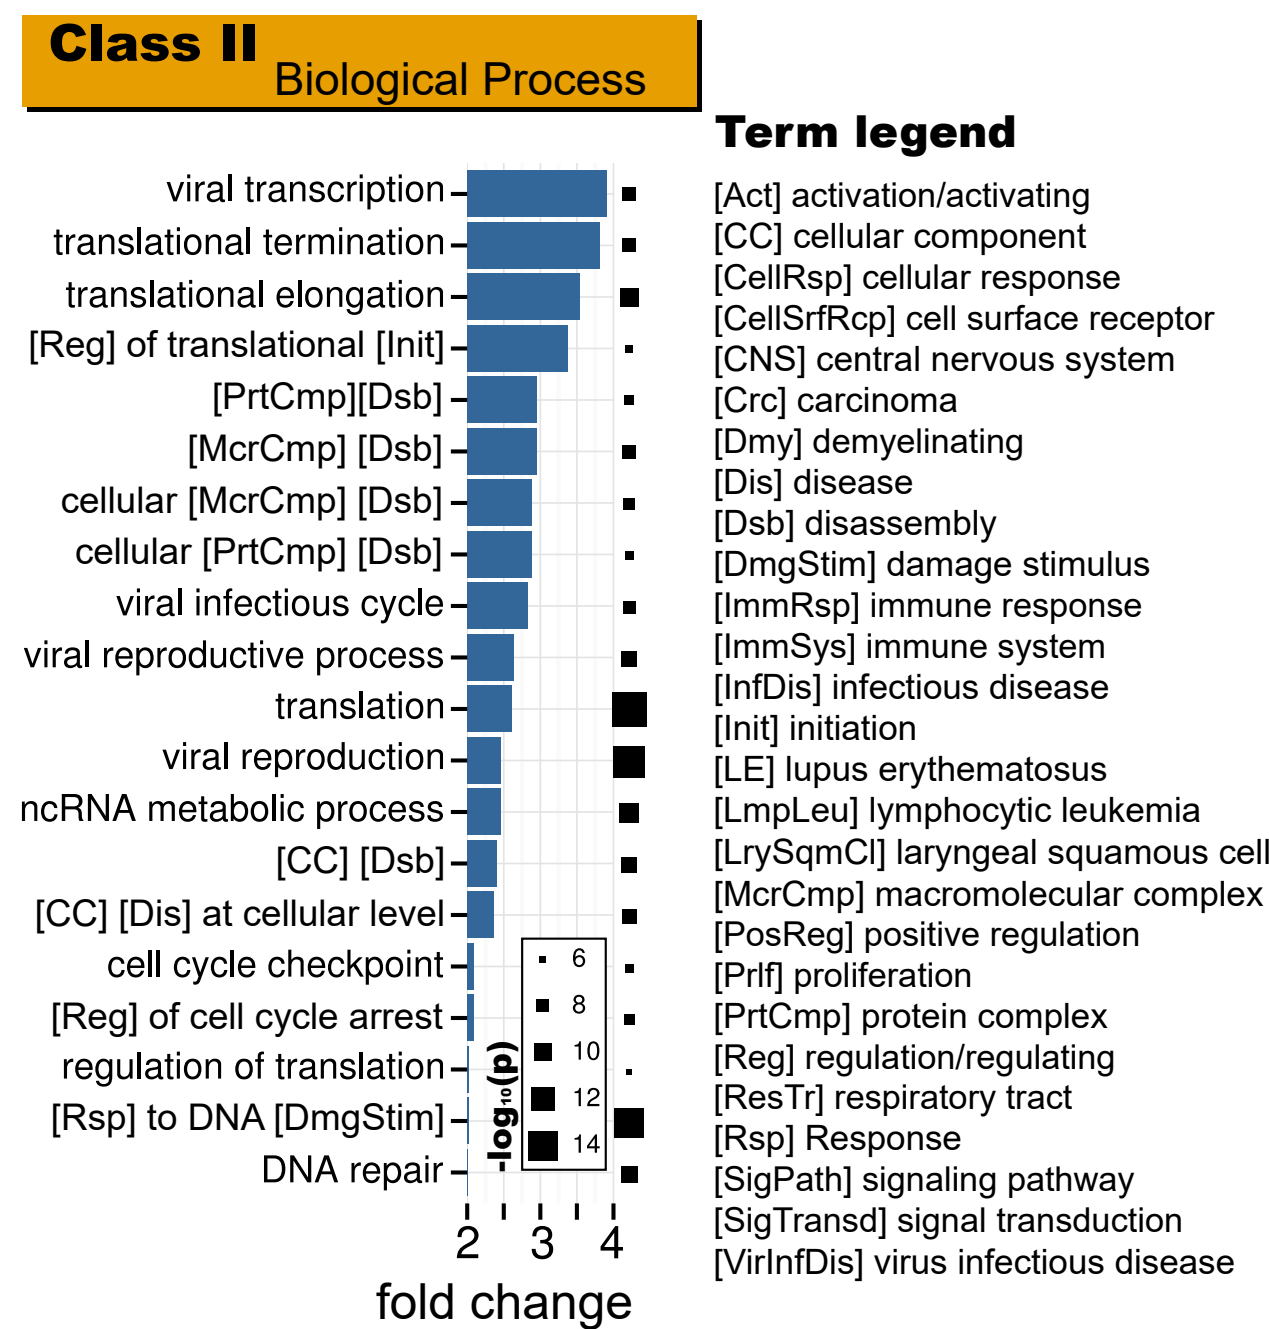 Class II
Biological Process
viral transcription
translational termination
translational elongation
[Reg] of translational [Init]
[PrtCmp][Dsb]
[McrCmp] [Dsb]
cellular [McrCmp] [Dsb]
cellular [PrtCmp] [Dsb]
viral infectious cycle
viral reproductive process
translation
viral reproduction
ncRNA metabolic process
[CC] [Dsb]
[CC] [Dis] at cellular level
cell cycle checkpoint
[Reg] of cell cycle arrest
regulation of translation
[Rsp] to DNA [DmgStim]
DNA repair
-log₁₀(p)
6
8
10
12
14
2 3 4
fold change
Term legend
[Act] activation/activating
[CC] cellular component
[CellRsp] cellular response
[CellSrfRcp] cell surface receptor
[CNS] central nervous system
[Crc] carcinoma
[Dmy] demyelinating
[Dis] disease
[Dsb] disassembly
[DmgStim] damage stimulus
[ImmRsp] immune response
[ImmSys] immune system
[InfDis] infectious disease
[Init] initiation
[LE] lupus erythematosus
[LmpLeu] lymphocytic leukemia
[LrySqmCl] laryngeal squamous cell
[McrCmp] macromolecular complex
[PosReg] positive regulation
[Prlf] proliferation
[PrtCmp] protein complex
[Reg] regulation/regulating
[ResTr] respiratory tract
[Rsp] Response
[SigPath] signaling pathway
[SigTransd] signal transduction
[VirInfDis] virus infectious disease